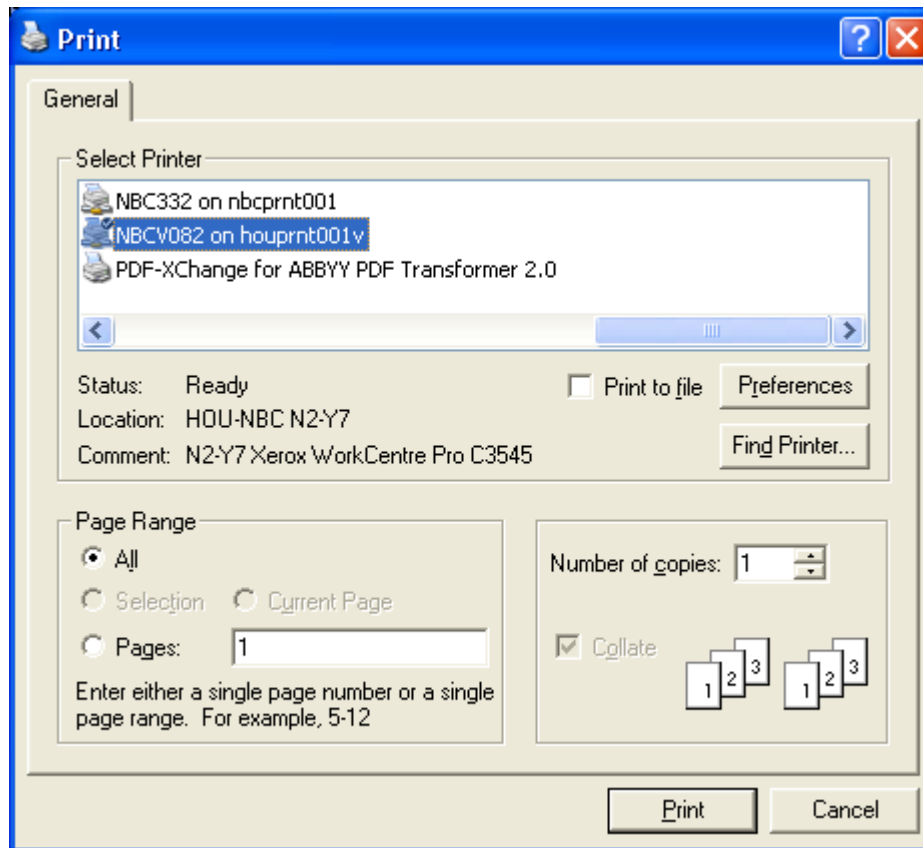 Print
General
Select Printer
NBC332 on nbcprnt001
NBCV082 on houprnt001v
PDF-XChange for ABBYY PDF Transformer 2.0
Status: Ready
Print to file
Preferences
Location: HOU-NBC N2-Y7
Comment: N2-Y7 Xerox WorkCentre Pro C3545
Find Printer...
Page Range
All
Selection
Current Page
Pages: 1
Enter either a single page number or a single
page range. For example, 5-12
Number of copies: 1
Collate
1 2 3 1 2 3
Print
Cancel